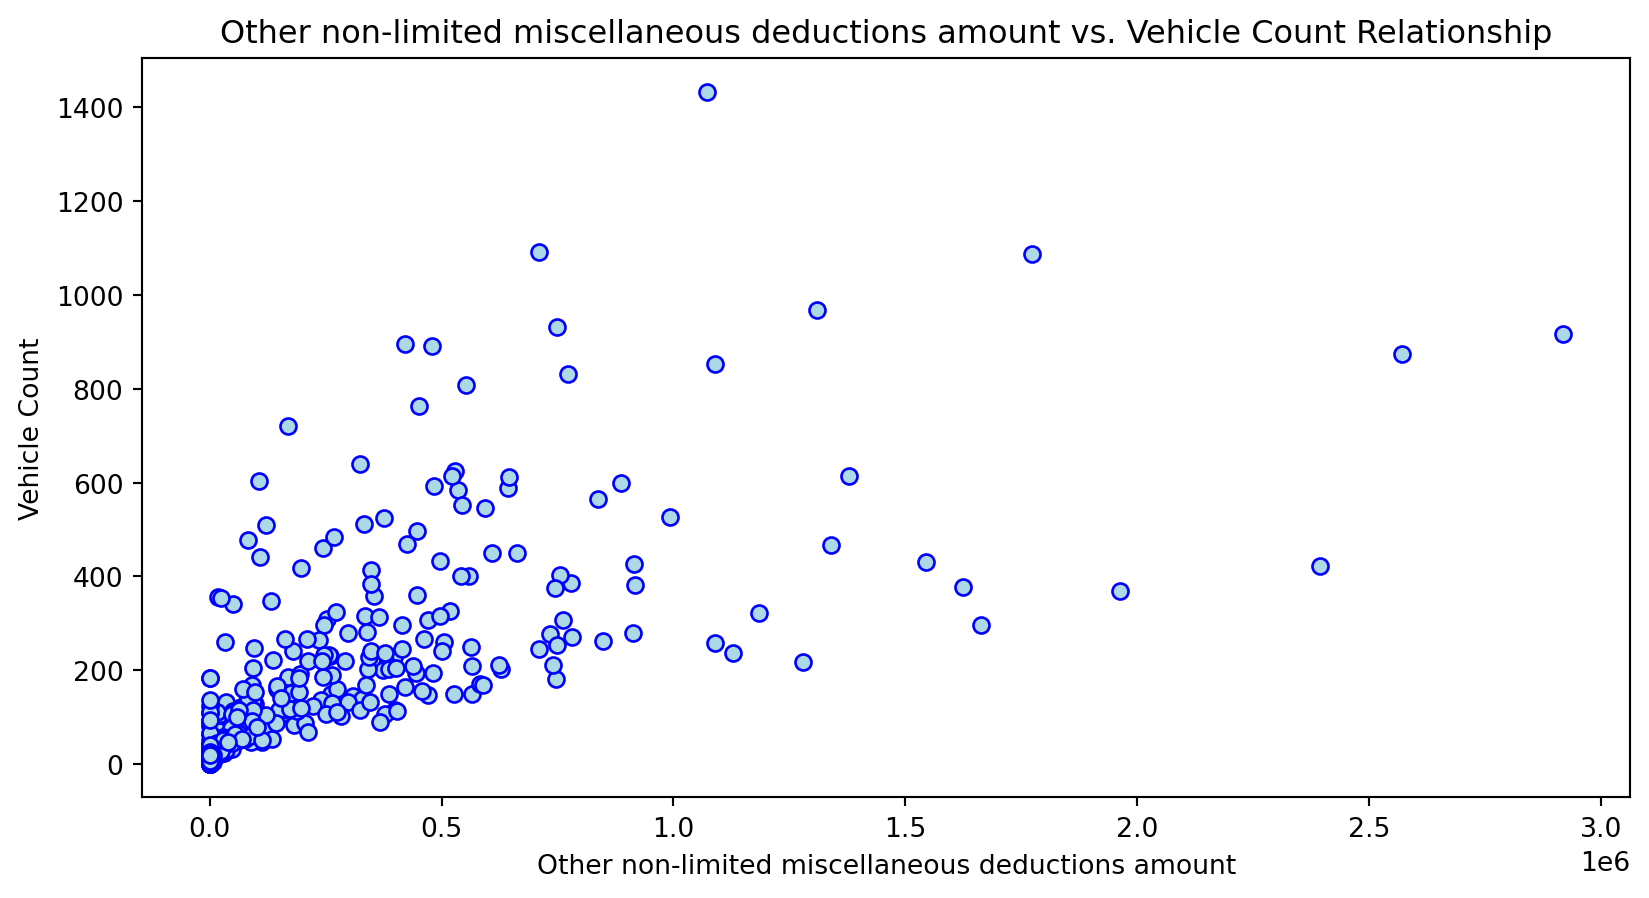 Other non-limited miscellaneous deductions amount vs. Vehicle Count Relationship
1400
1200
1000
800
600
400
200
0
Vehicle Count
0.0 0.5 1.0 1.5 2.0 2.5 3.0
1e6
Other non-limited miscellaneous deductions amount